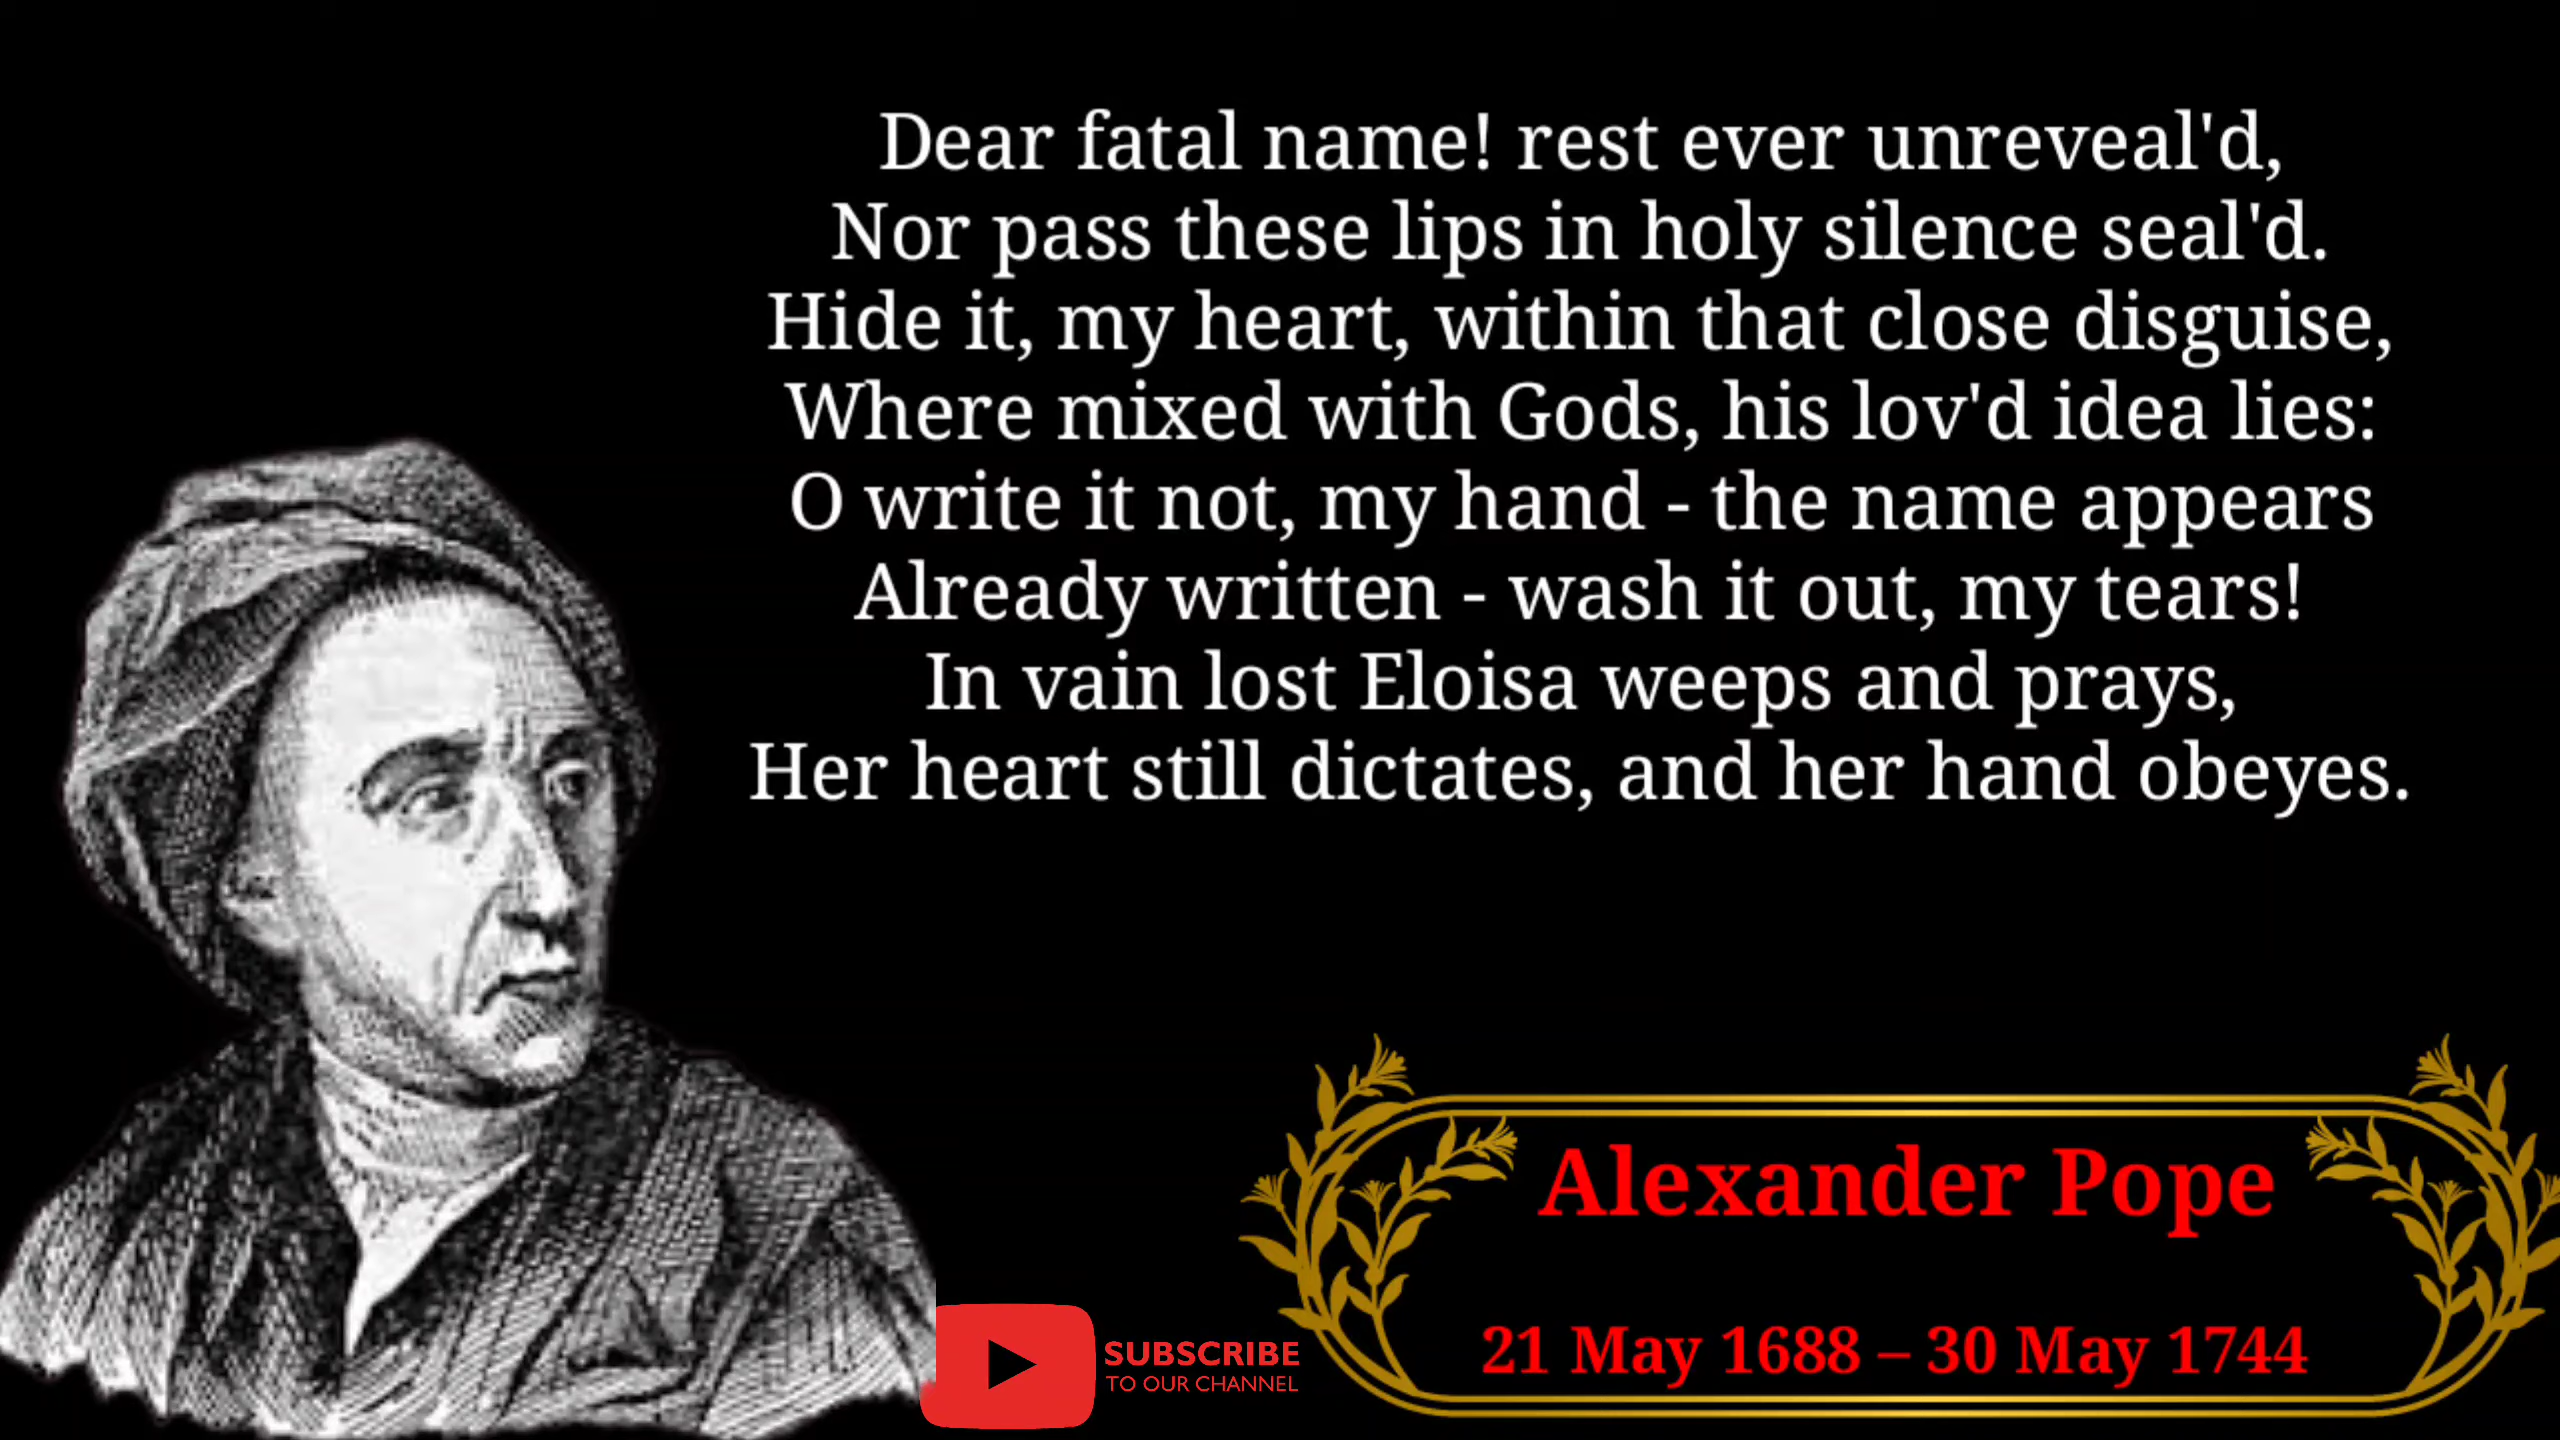 Dear fatal name! rest ever unreveal'd,
Nor pass these lips in holy silence seal'd.
Hide it, my heart, within that close disguise,
Where mixed with Gods, his lov'd idea lies:
O write it not, my hand - the name appears
Already written - wash it out, my tears!
In vain lost Eloisa weeps and prays,
Her heart still dictates, and her hand obeyes.
Alexander Pope
21 May 1688 – 30 May 1744
SUBSCRIBE
TO OUR CHANNEL